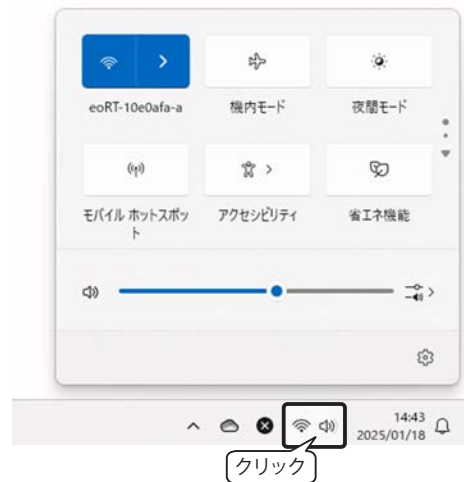 eoRT-10e0afa-a
機内モード
夜間モード
モバイル ホットスポッ
ト
アクセシビリティ
省エネ機能
14:43
2025/01/18
クリック